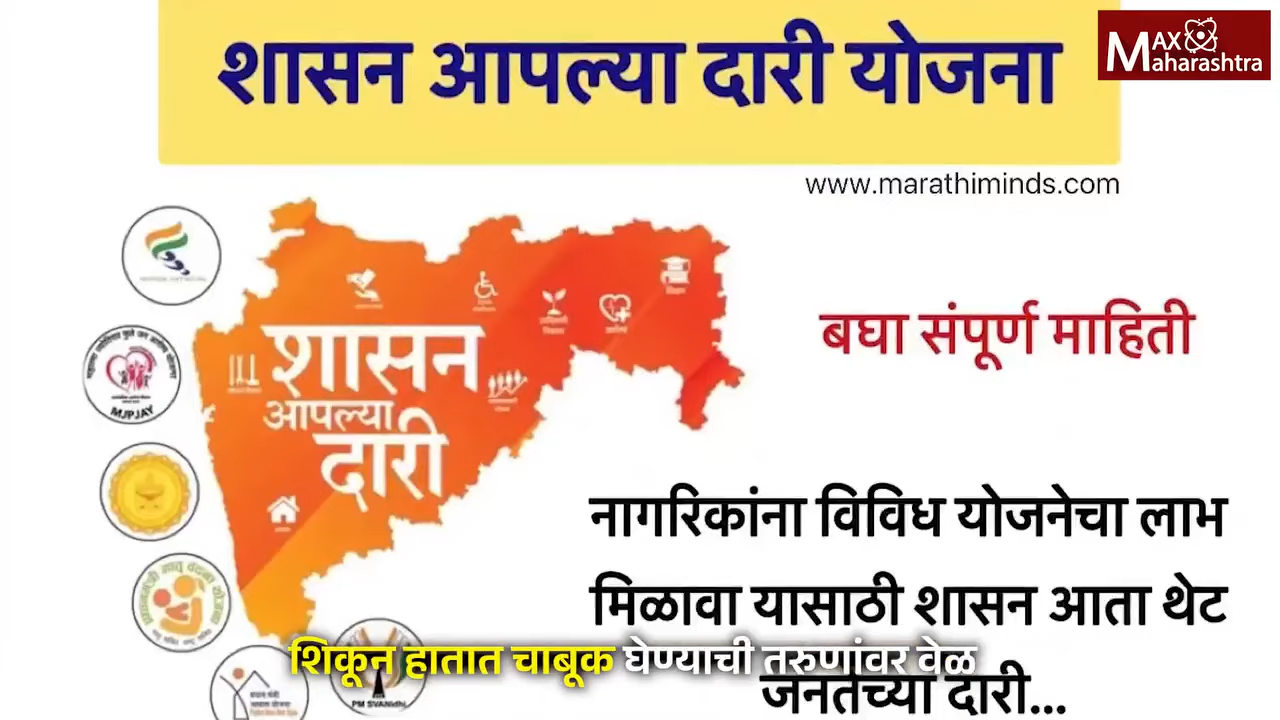 शासन आपल्या दारी योजना
MAX
Maharashtra
www.marathiminds.com
शासन
आपल्या
दारी
बघा संपूर्ण माहिती
MJPJAY
नागरिकांना विविध योजनेचा लाभ
मिळावा यासाठी शासन आता थेट
जनतेच्या दारी...
शिकून हातात चाबूक घेण्याची तरुणांवर वेळ
PM SVANidhi